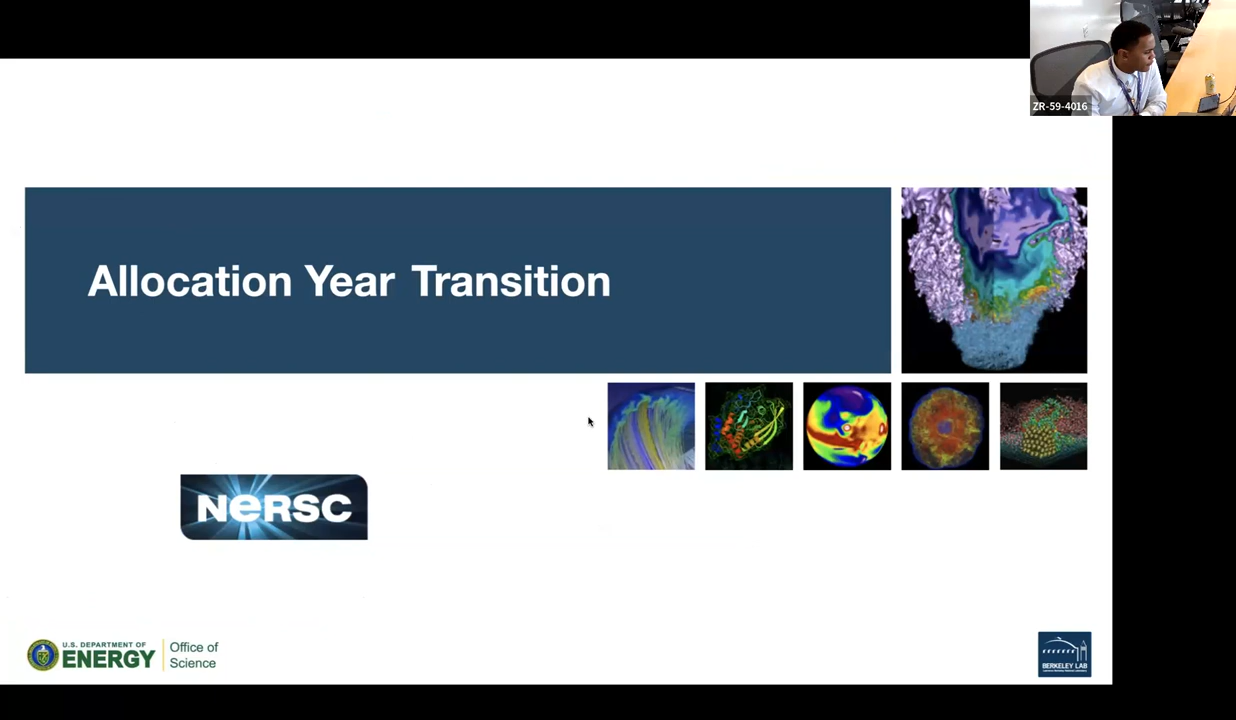 ZR-59-4016
Allocation Year Transition
NERSC
U.S. DEPARTMENT OF
ENERGY
Office of
Science
BERKELEY LAB